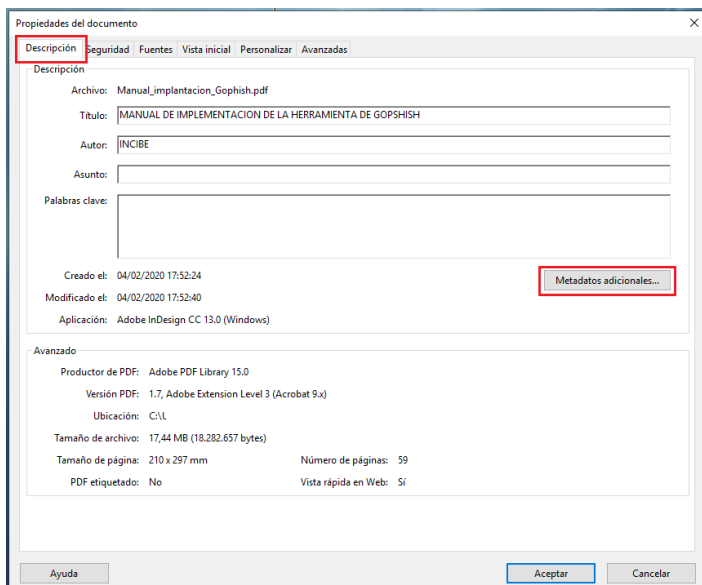 Propiedades del documento
Descripción Seguridad Fuentes Vista inicial Personalizar Avanzadas
Descripción
Archivo: Manual_implantacion_Gophish.pdf
Título: MANUAL DE IMPLEMENTACION DE LA HERRAMIENTA DE GOPSHISH
Autor: INCIBE
Asunto:
Palabras clave:
Creado el: 04/02/2020 17:52:24
Metadatos adicionales...
Modificado el: 04/02/2020 17:52:40
Aplicación: Adobe InDesign CC 13.0 (Windows)
Avanzado
Productor de PDF: Adobe PDF Library 15.0
Versión PDF: 1.7, Adobe Extension Level 3 (Acrobat 9.x)
Ubicación: C:\
Tamaño de archivo: 17,44 MB (18.282.657 bytes)
Tamaño de página: 210 x 297 mm Número de páginas: 59
PDF etiquetado: No Vista rápida en Web: Sí
Ayuda Aceptar Cancelar